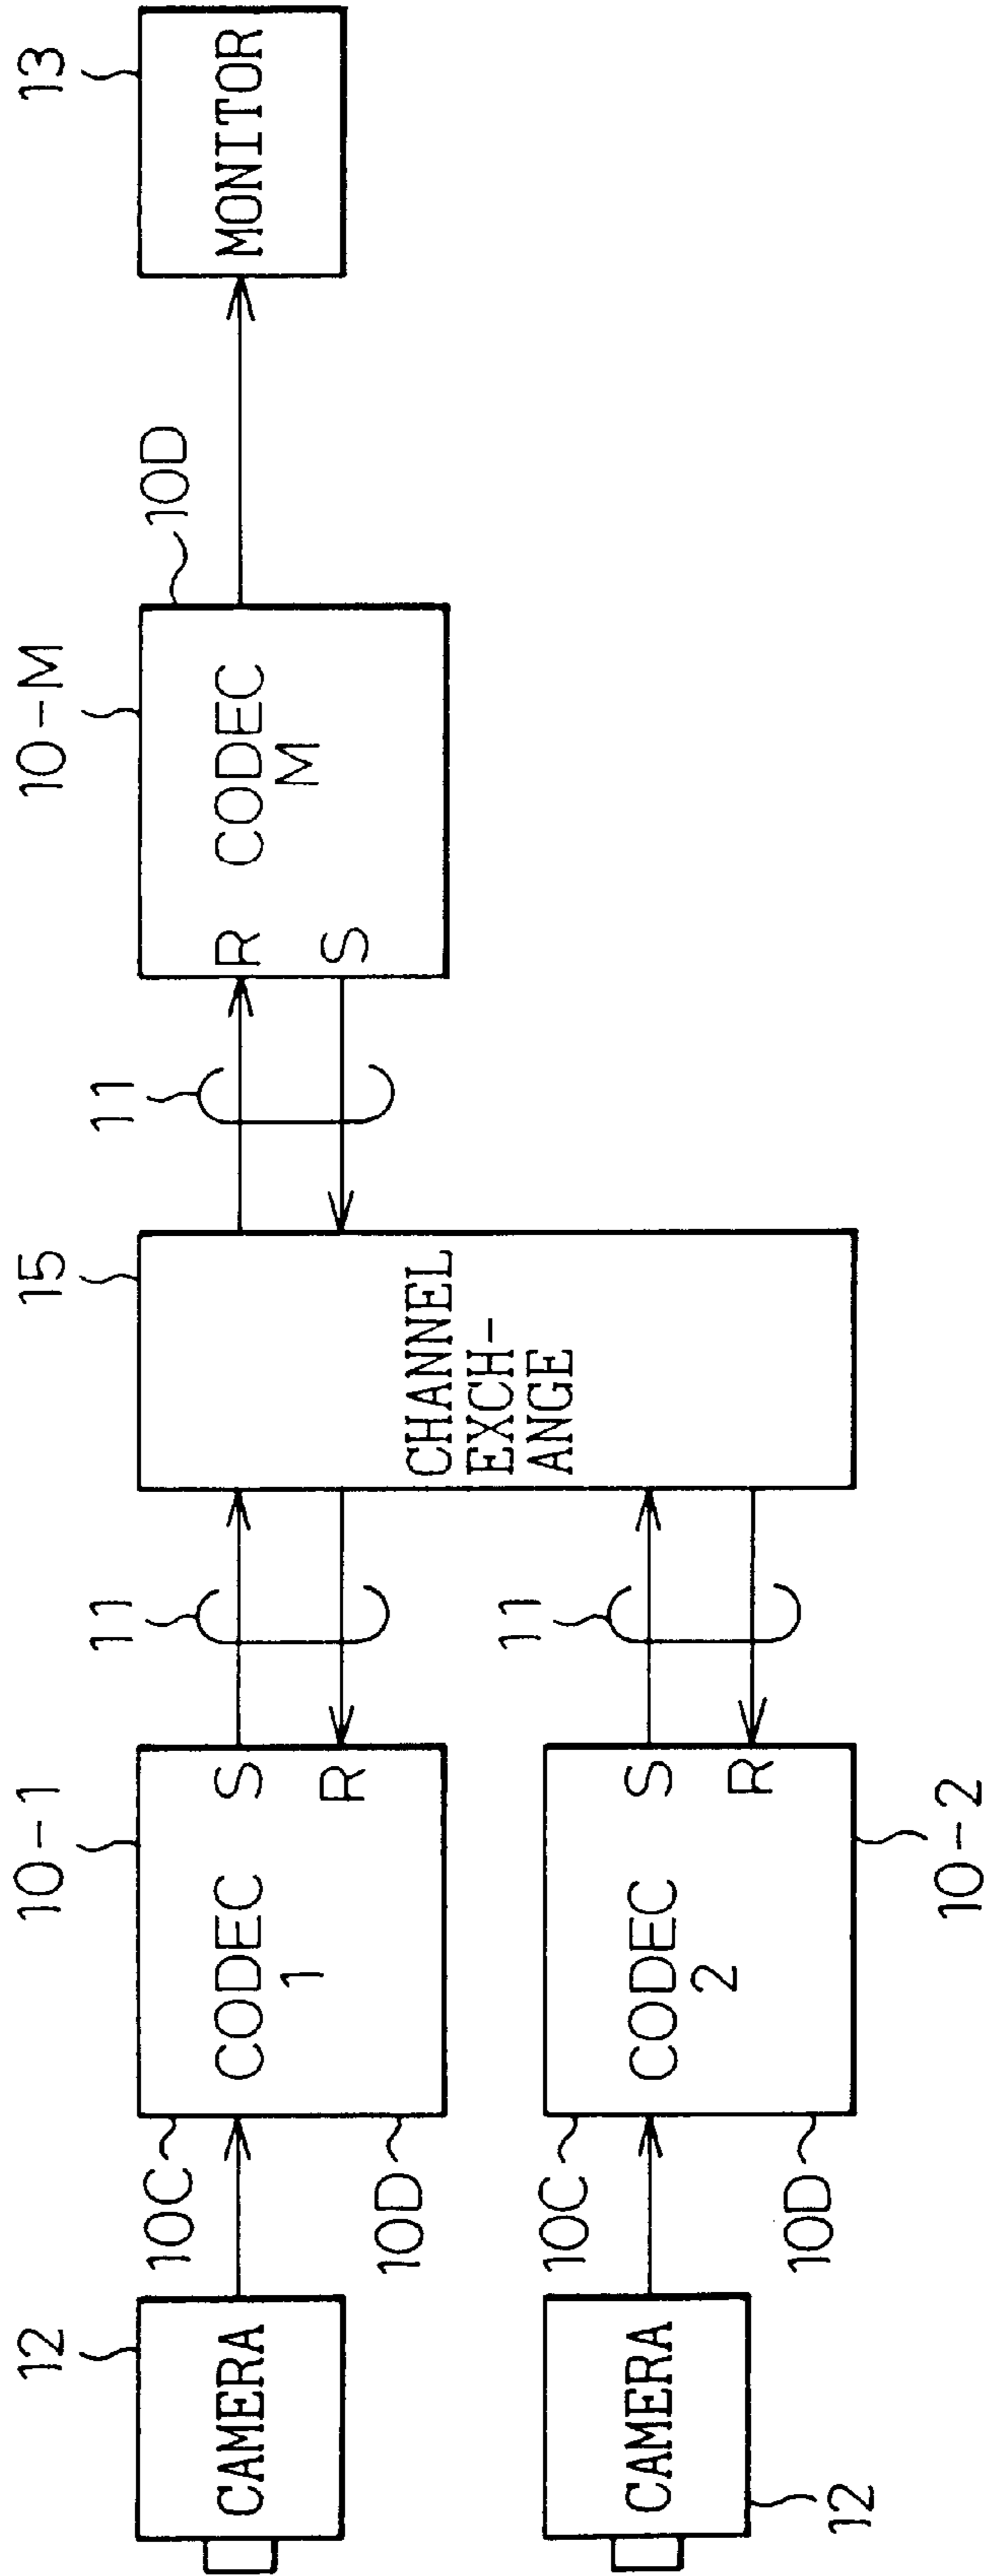 12
CAMERA
10C
10D
10-1
CODEC
1
S
R
11
12
CAMERA
10C
10D
10-2
CODEC
2
S
R
11
15
CHANNEL
EXCH-
ANGE
11
10-M
R
S
CODEC
M
10D
13
MONITOR